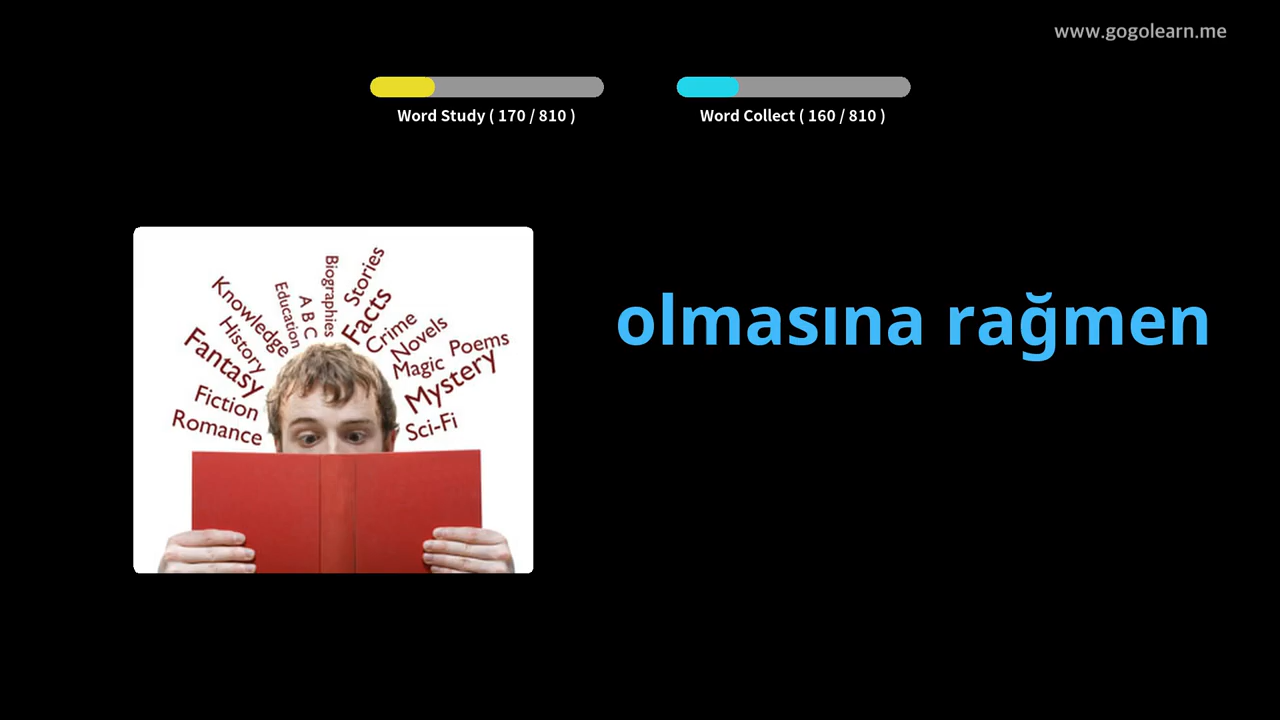 www.gogolearn.me
Word Study ( 170 / 810 )
Word Collect ( 160 / 810 )
Knowledge
Education
A B C
Biographies
Stories
Facts
Crime
Novels
Poems
Magic
Mystery
Sci-Fi
History
Fantasy
Fiction
Romance
olmasına rağmen